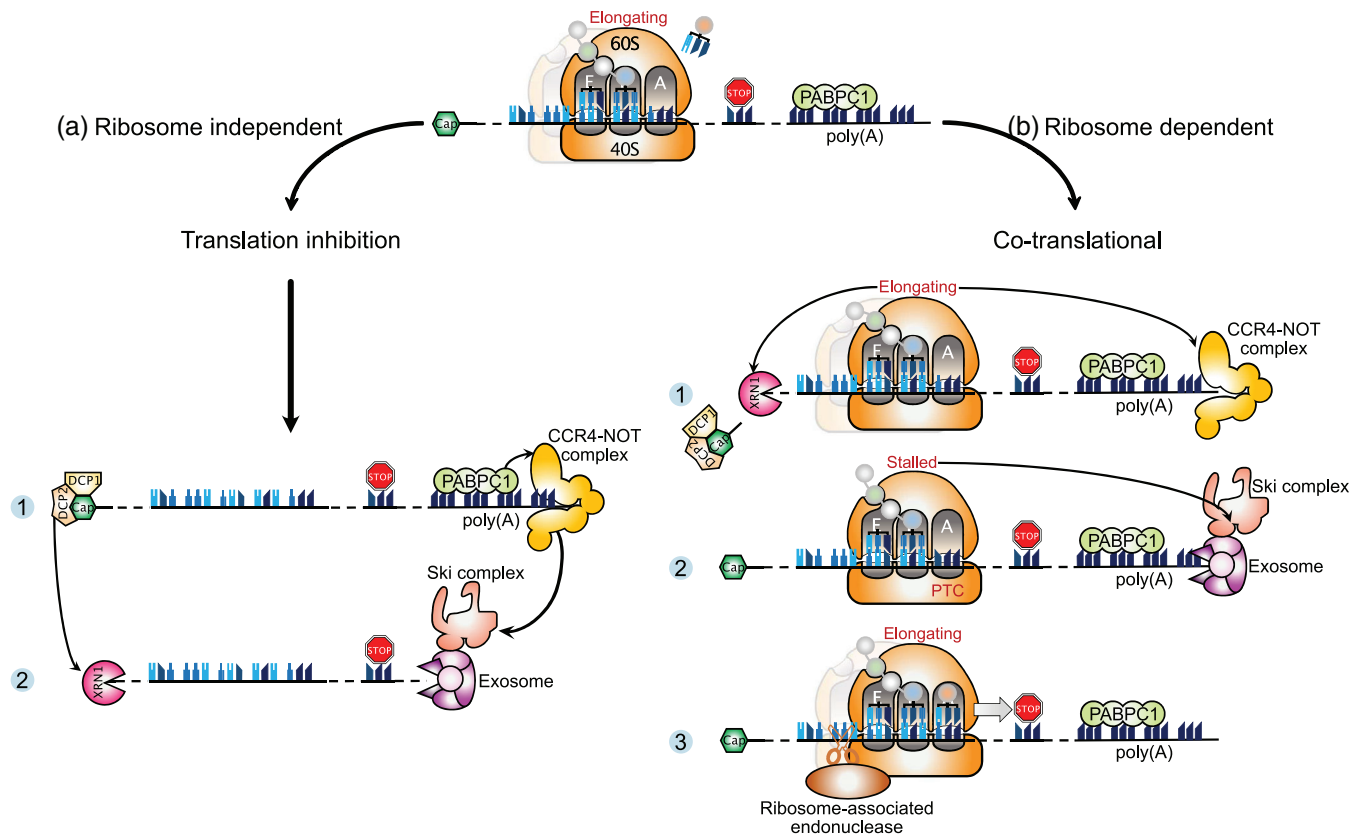 Elongating
60S
E
A
STOP
PABPC1
(a) Ribosome independent
Cap
(b) Ribosome dependent
40S
poly(A)
Translation inhibition
Co-translational
Elongating
CCR4-NOT
complex
E
A
STOP
PABPC1
XRN1
1
poly(A)
DCP1
DCP2
Cap
CCR4-NOT
complex
STOP
PABPC1
DCP1
DCP2
Cap
1
poly(A)
Stalled
Ski complex
E
A
STOP
PABPC1
2
Cap
Exosome
poly(A)
PTC
Ski complex
STOP
2
XRN1
Exosome
Elongating
E
STOP
PABPC1
3
Cap
poly(A)
Ribosome-associated
endonuclease